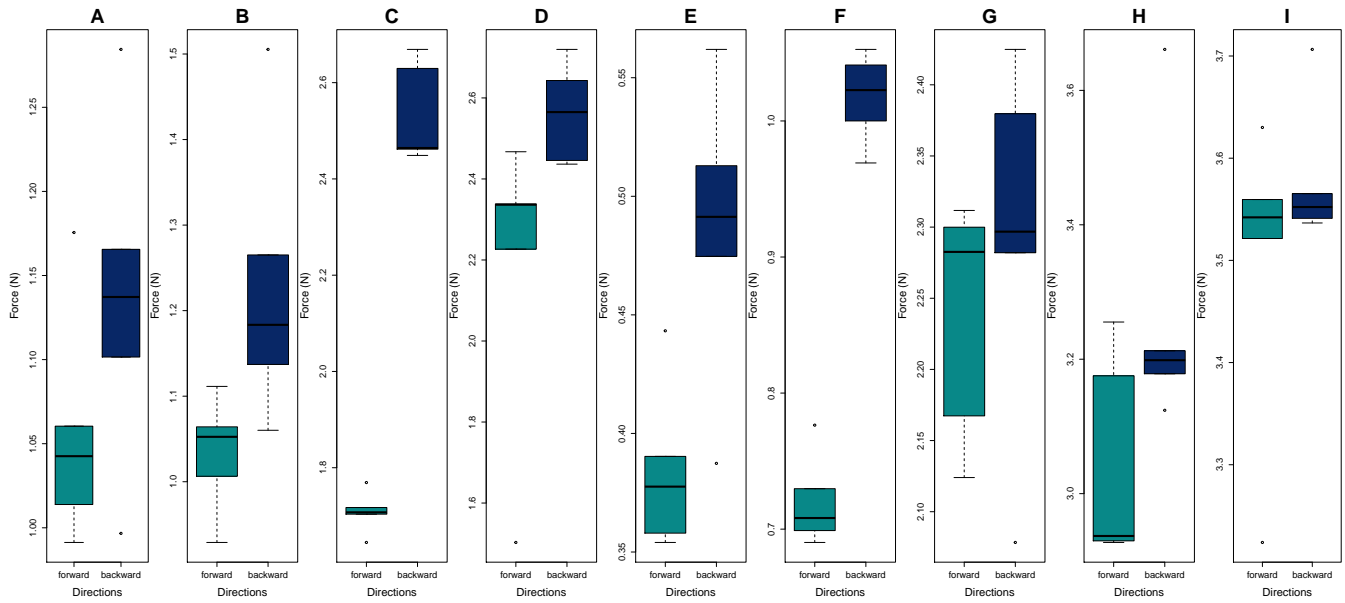 A B C D E F G H I
Force (N)
1.25
1.20
1.15
1.10
1.05
1.00
forward backward
Directions
Force (N)
1.5
1.4
1.3
1.2
1.1
1.0
forward backward
Directions
Force (N)
2.6
2.4
2.2
2.0
1.8
forward backward
Directions
Force (N)
2.6
2.4
2.2
2.0
1.8
1.6
forward backward
Directions
Force (N)
0.55
0.50
0.45
0.40
0.35
forward backward
Directions
Force (N)
1.0
0.9
0.8
0.7
forward backward
Directions
Force (N)
2.40
2.35
2.30
2.25
2.20
2.15
2.10
forward backward
Directions
Force (N)
3.6
3.4
3.2
3.0
forward backward
Directions
Force (N)
3.7
3.6
3.5
3.4
3.3
forward backward
Directions